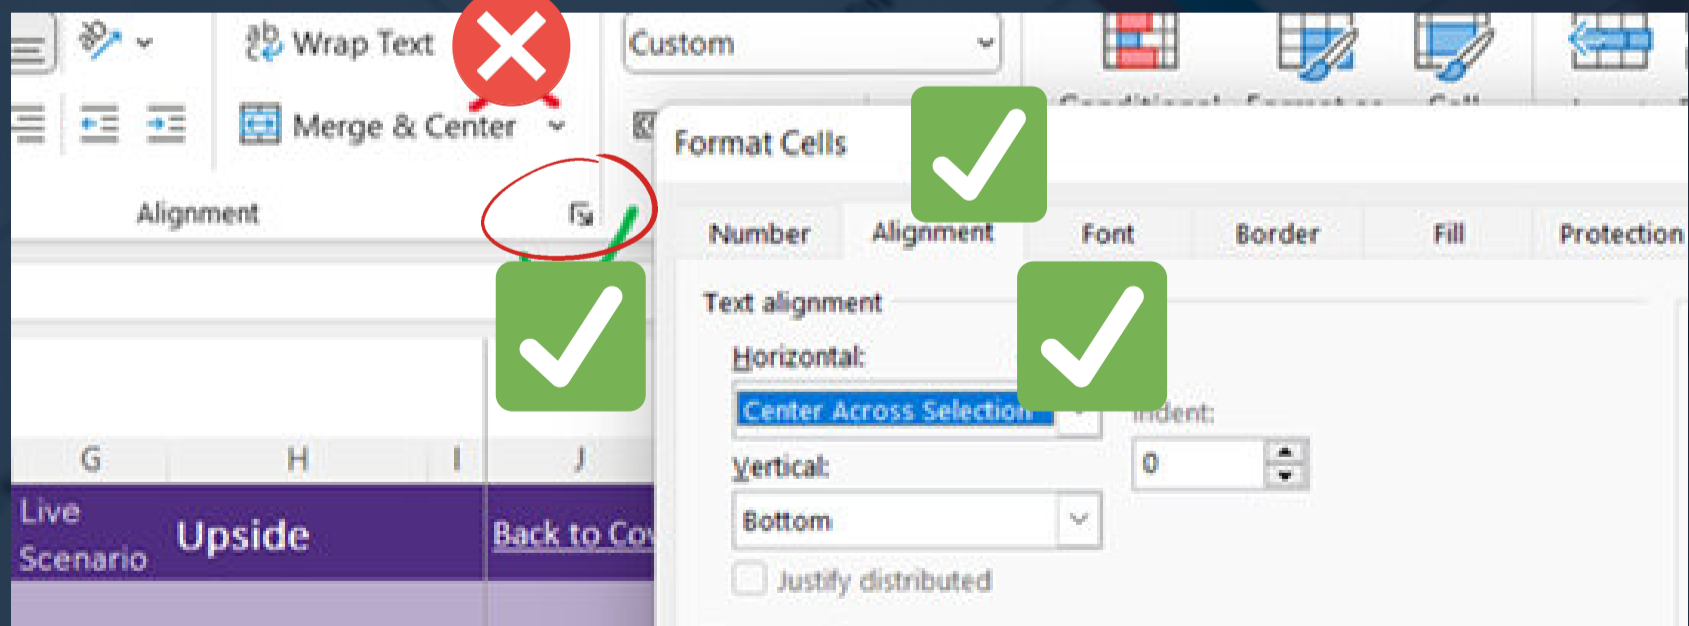 Wrap Text
Custom
Merge & Center
Alignment
Format Cells
Number Alignment Font Border Fill Protection
Text alignment
Horizontal:
Center Across Selection
Indent:
Vertical:
0
Bottom
Justify distributed
G H I J
Live
Scenario
Upside
Back to